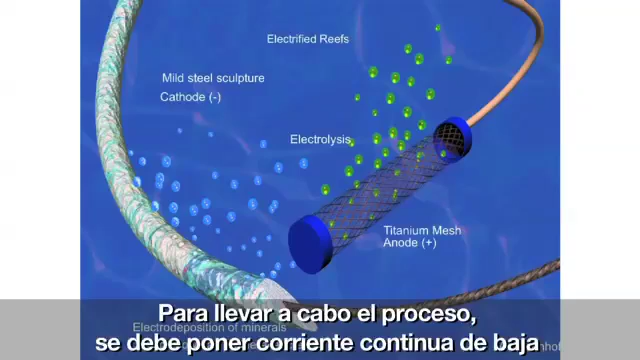 Electrified Reefs
Mild steel sculpture
Cathode (-)
Electrolysis
Titanium Mesh
Anode (+)
Electrodeposition of minerals
Para llevar a cabo el proceso,
se debe poner corriente continua de baja